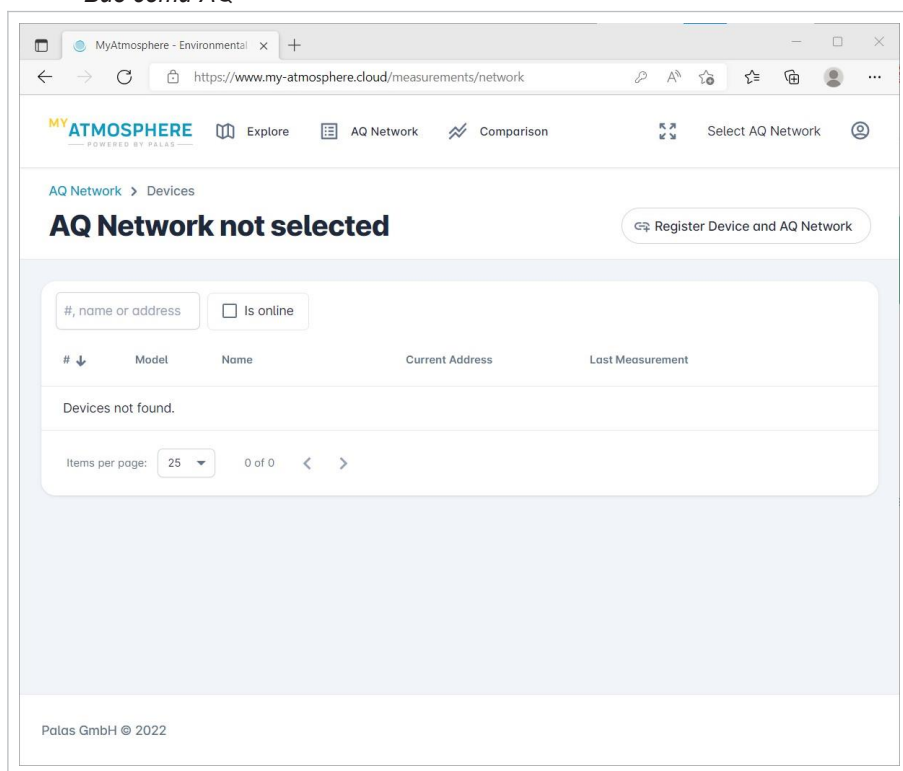 MyAtmosphere - Environmental
https://www.my-atmosphere.cloud/measurements/network
MY ATMOSPHERE
POWERED BY PALAS
Explore
AQ Network
Comparison
Select AQ Network
AQ Network > Devices
AQ Network not selected
Register Device and AQ Network
#, name or address
Is online
# Model Name Current Address Last Measurement
Devices not found.
Items per page: 25 0 of 0
Palas GmbH © 2022